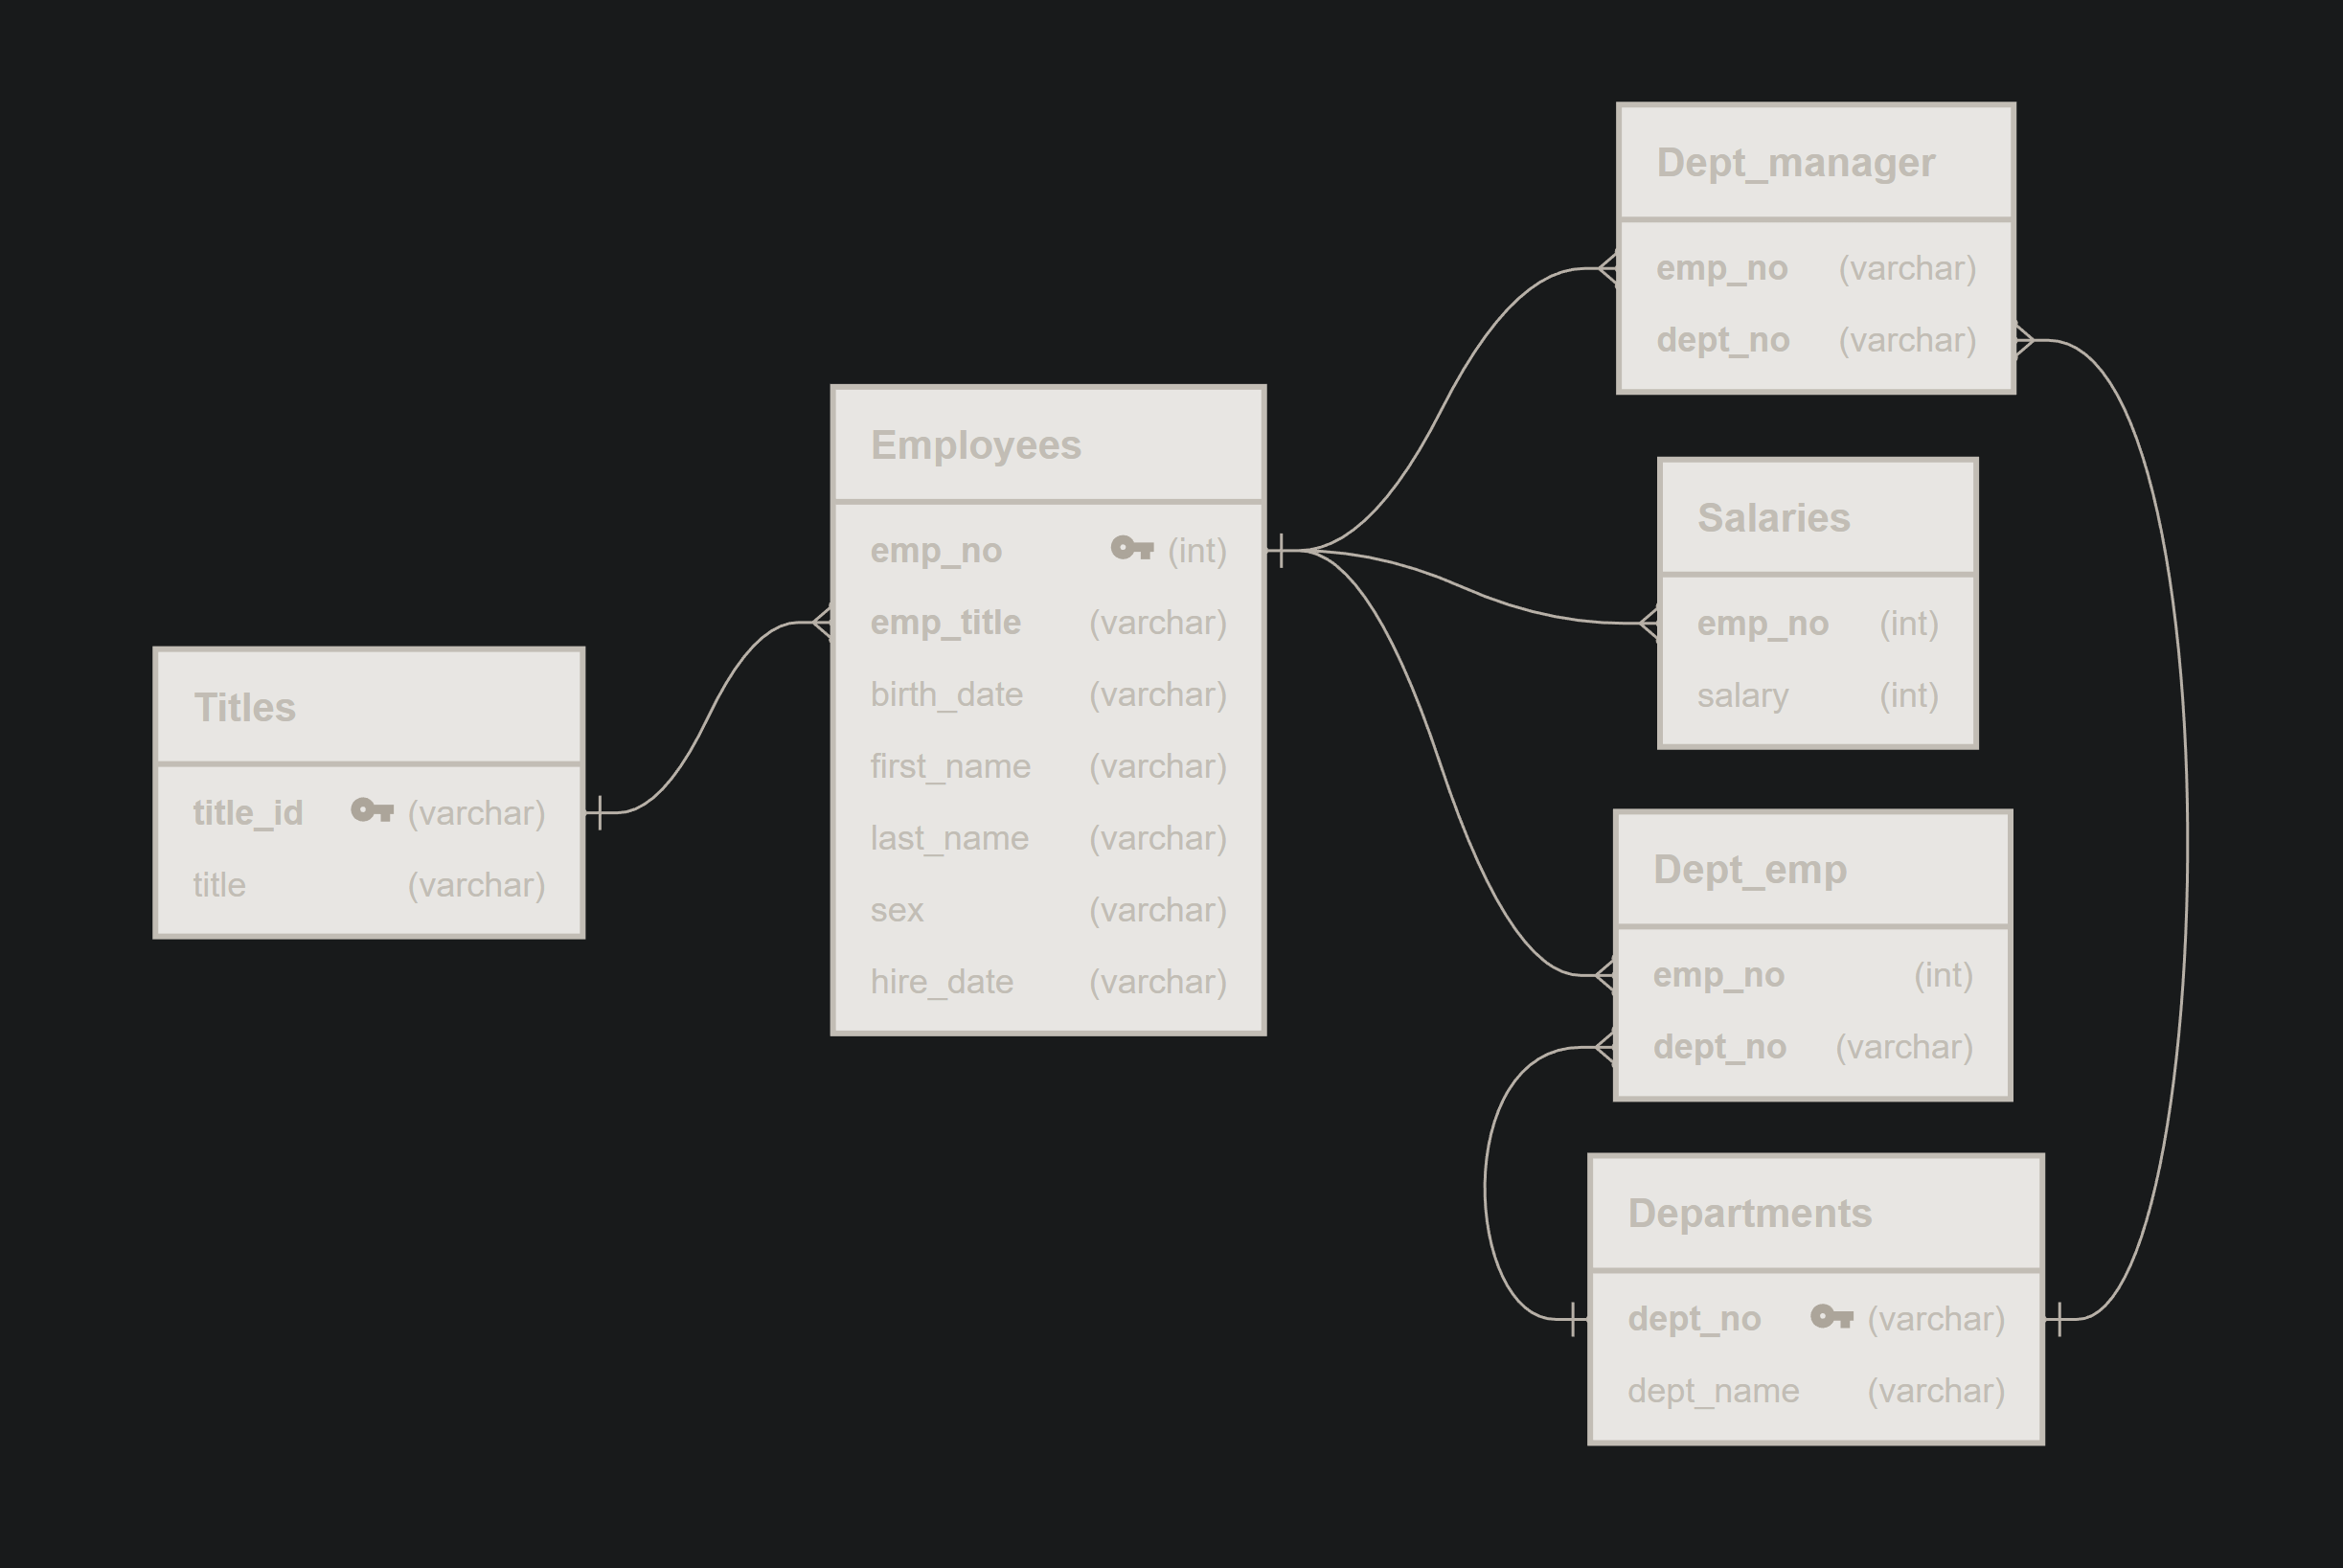 Titles
title_id (varchar)
title (varchar)
Employees
emp_no (int)
emp_title (varchar)
birth_date (varchar)
first_name (varchar)
last_name (varchar)
sex (varchar)
hire_date (varchar)
Dept_manager
emp_no (varchar)
dept_no (varchar)
Salaries
emp_no (int)
salary (int)
Dept_emp
emp_no (int)
dept_no (varchar)
Departments
dept_no (varchar)
dept_name (varchar)